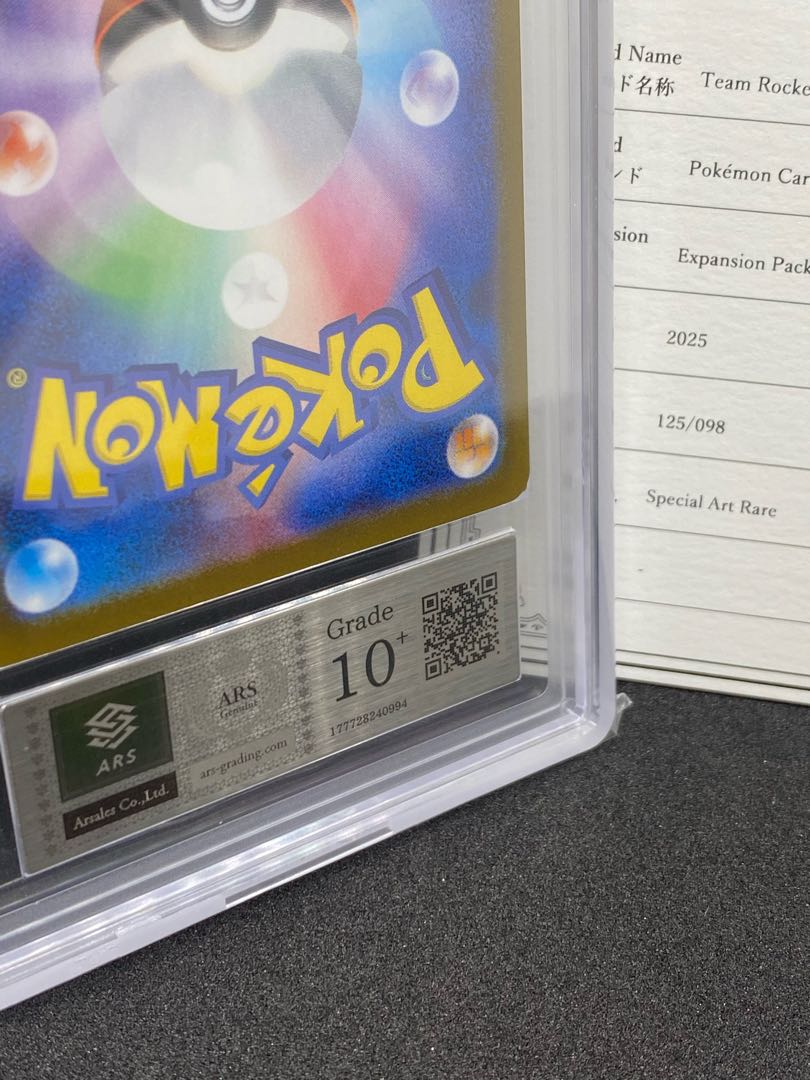 Name
ド名称 Team Rocke
ンド Pokémon Car
sion Expansion Pack
2025
125/098
Special Art Rare
POKéMON
®
ARS
Arsales Co.,Ltd.
ARS
Genuine
ars-grading.com
Grade
10+
177728240994